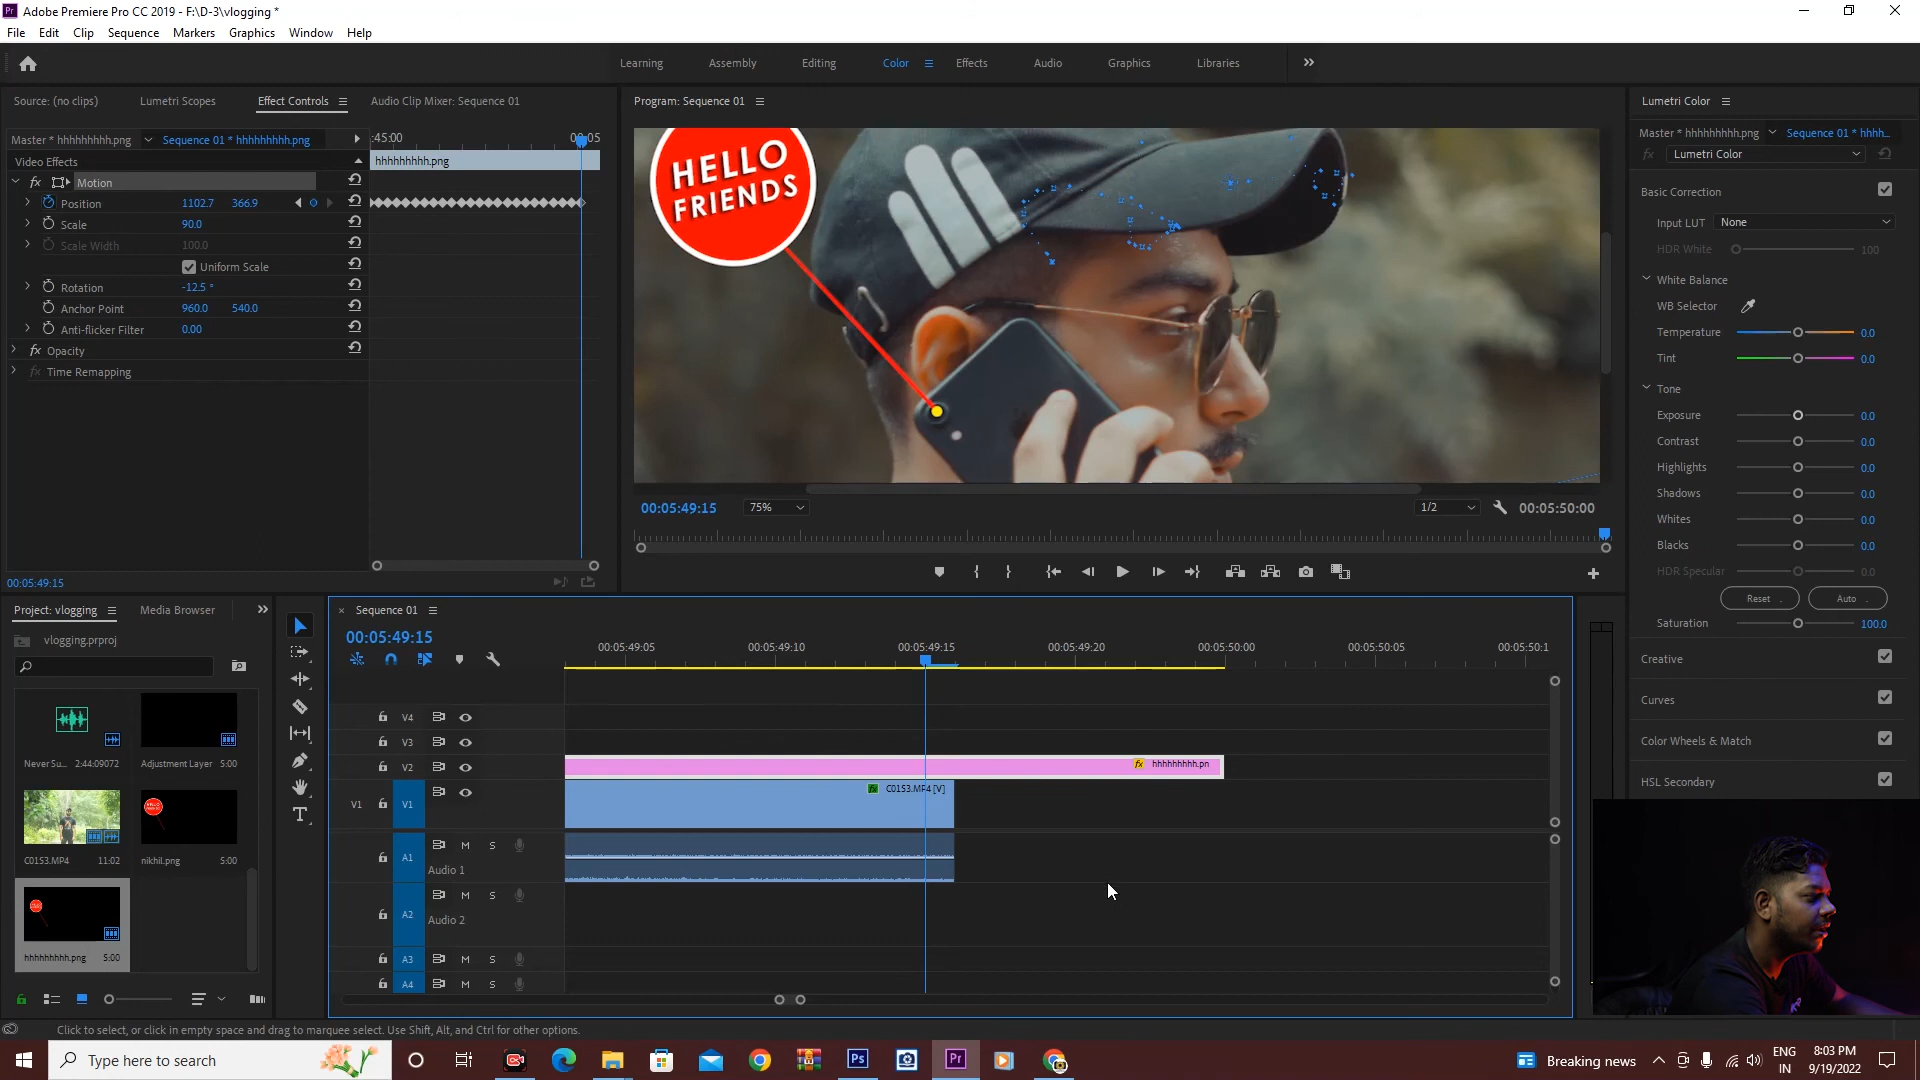 Adobe Premiere Pro CC 2019 - F:\D-3\vlogging *
File Edit Clip Sequence Markers Graphics Window Help
Learning Assembly Editing Color Effects Audio Graphics Libraries
Source: (no clips) Lumetri Scopes Effect Controls Audio Clip Mixer: Sequence 01
Master * hhhhhhhhh.png Sequence 01 * hhhhhhhhh.png
:45:00 00:05
Video Effects
hhhhhhhhh.png
fx Motion
Position 1102.7 366.9
Scale 90.0
Scale Width 100.0
Uniform Scale
Rotation -12.5 °
Anchor Point 960.0 540.0
Anti-flicker Filter 0.00
fx Opacity
fx Time Remapping
00:05:49:15
Program: Sequence 01
HELLO
FRIENDS
00:05:49:15 75% 1/2 00:05:50:00
Lumetri Color
Master * hhhhhhhhh.png Sequence 01 * hhhh...
fx Lumetri Color
Basic Correction
Input LUT None
HDR White 100
White Balance
WB Selector
Temperature 0.0
Tint 0.0
Tone
Exposure 0.0
Contrast 0.0
Highlights 0.0
Shadows 0.0
Whites 0.0
Blacks 0.0
HDR Specular 0.0
Reset Auto
Saturation 100.0
Creative
Curves
Color Wheels & Match
HSL Secondary
Project: vlogging Media Browser
vlogging.prproj
Never Su... 2:44:09072
Adjustment Layer 5:00
C0153.MP4 11:02
nikhil.png 5:00
hhhhhhhhh.png 5:00
Sequence 01
00:05:49:15
00:05:49:05 00:05:49:10 00:05:49:15 00:05:49:20 00:05:50:00 00:05:50:05 00:05:50:1
V4
V3
V2 fx hhhhhhhhh.pn
V1 V1 fx C0153.MP4 [V]
A1 M S
Audio 1
A2 M S
Audio 2
A3 M S
A4 M S
Click to select, or click in empty space and drag to marquee select. Use Shift, Alt, and Ctrl for other options.
Type here to search
Ps Pr
Breaking news
ENG
IN
8:03 PM
9/19/2022